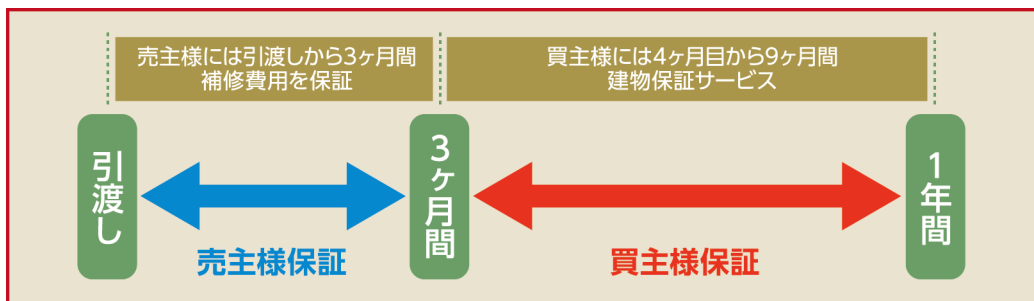 売主様には引渡しから3ヶ月間
補修費用を保証
買主様には4ヶ月目から9ヶ月間
建物保証サービス
引渡し
3ヶ月間
1年間
売主様保証
買主様保証